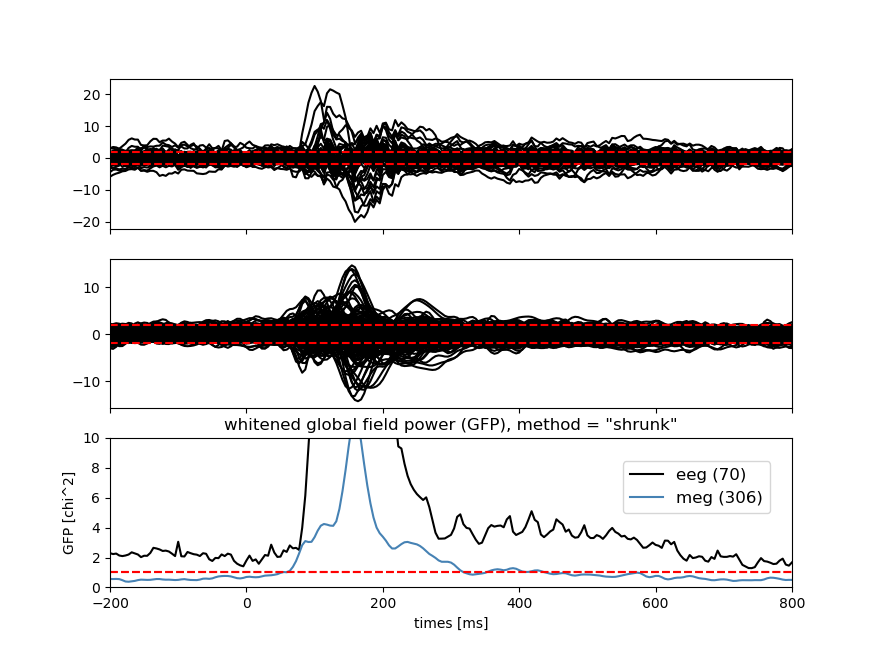 20
10
0
−10
−20
10
0
−10
whitened global field power (GFP), method = "shrunk"
10
8
6
4
2
0
GFP [chi^2]
eeg (70)
meg (306)
−200 0 200 400 600 800
times [ms]